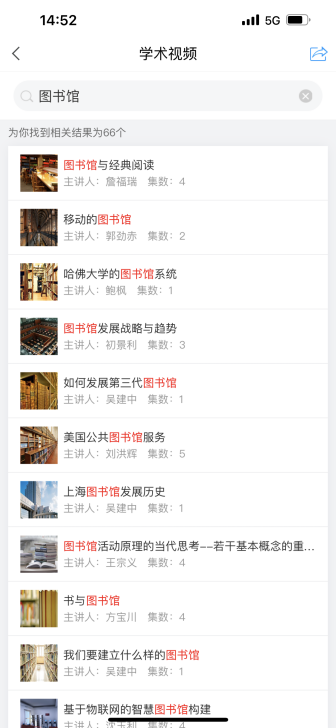 14:52
5G
学术视频
图书馆
为你找到相关结果为66个
图书馆与经典阅读
主讲人：詹福瑞 集数：4
移动的图书馆
主讲人：郭劲赤 集数：2
哈佛大学的图书馆系统
主讲人：鲍枫 集数：1
图书馆发展战略与趋势
主讲人：初景利 集数：3
如何发展第三代图书馆
主讲人：吴建中 集数：1
美国公共图书馆服务
主讲人：刘洪辉 集数：5
上海图书馆发展历史
主讲人：吴建中 集数：1
图书馆活动原理的当代思考--若干基本概念的重...
主讲人：王宗义 集数：4
书与图书馆
主讲人：方宝川 集数：4
我们要建立什么样的图书馆
主讲人：吴建中 集数：1
基于物联网的智慧图书馆构建
主讲人：沈玉利 集数：4